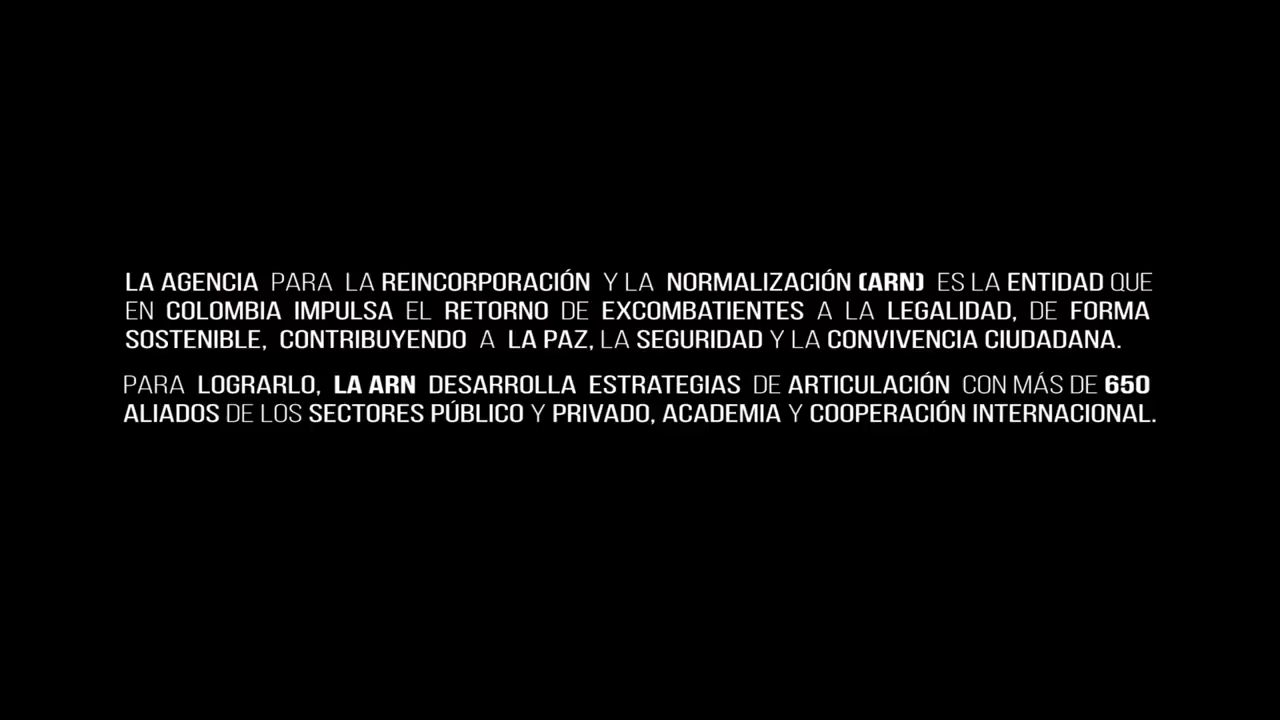 LA AGENCIA PARA LA REINCORPORACIÓN Y LA NORMALIZACIÓN (ARN) ES LA ENTIDAD QUE
EN COLOMBIA IMPULSA EL RETORNO DE EXCOMBATIENTES A LA LEGALIDAD, DE FORMA
SOSTENIBLE, CONTRIBUYENDO A LA PAZ, LA SEGURIDAD Y LA CONVIVENCIA CIUDADANA.
PARA LOGRARLO, LA ARN DESARROLLA ESTRATEGIAS DE ARTICULACIÓN CON MÁS DE 650
ALIADOS DE LOS SECTORES PÚBLICO Y PRIVADO, ACADEMIA Y COOPERACIÓN INTERNACIONAL.